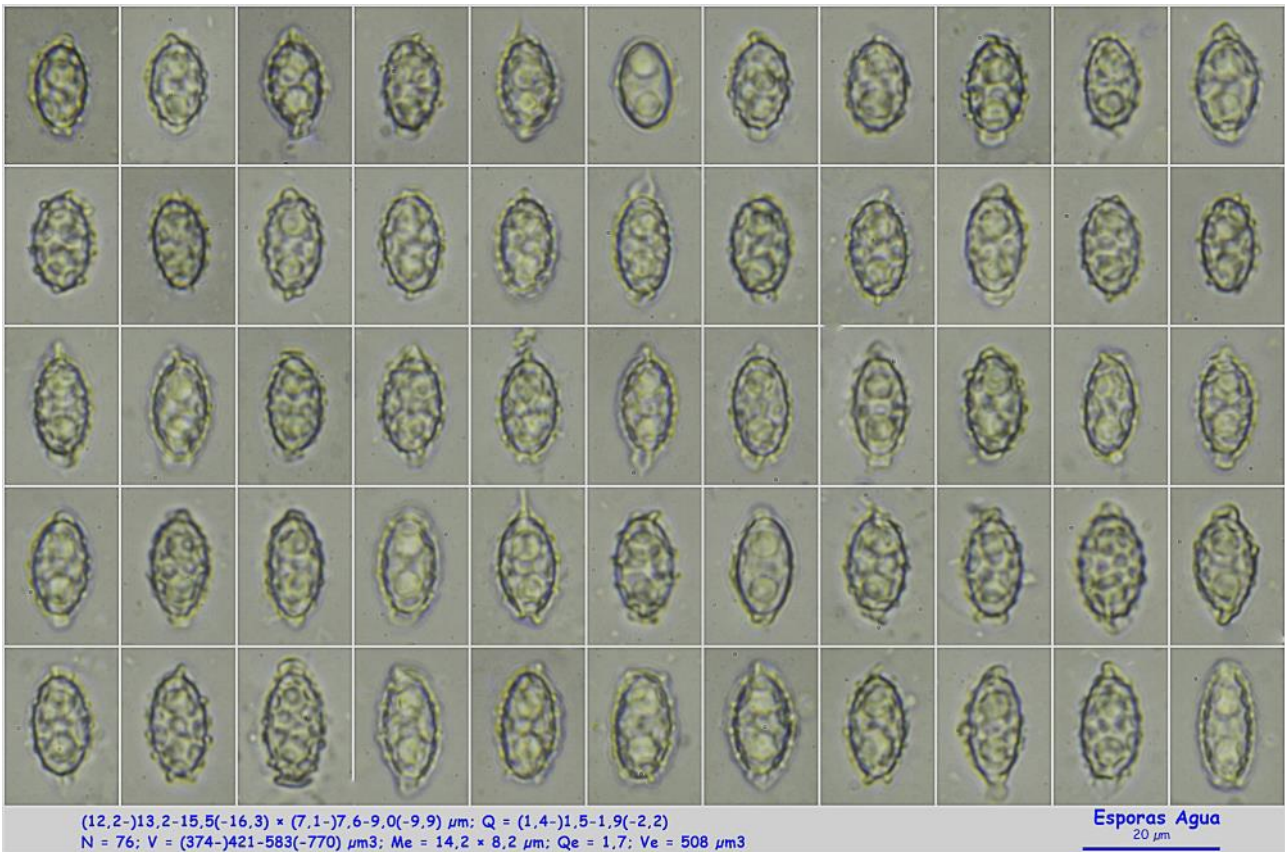 (12,2-)13,2-15,5(-16,3) × (7,1-)7,6-9,0(-9,9) µm; Q = (1,4-)1,5-1,9(-2,2)
N = 76; V = (374-)421-583(-770) µm3; Me = 14,2 × 8,2 µm; Qe = 1,7; Ve = 508 µm3
Esporas Agua
20 µm